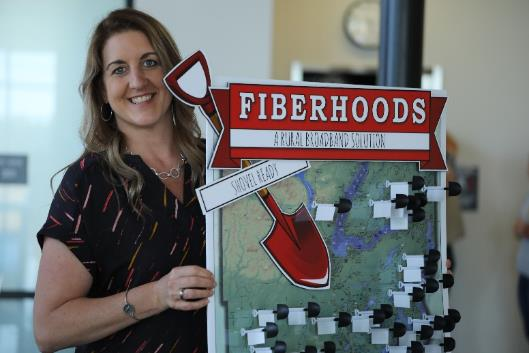 FIBERHOODS
A RURAL BROADBAND SOLUTION
SHOVEL READY